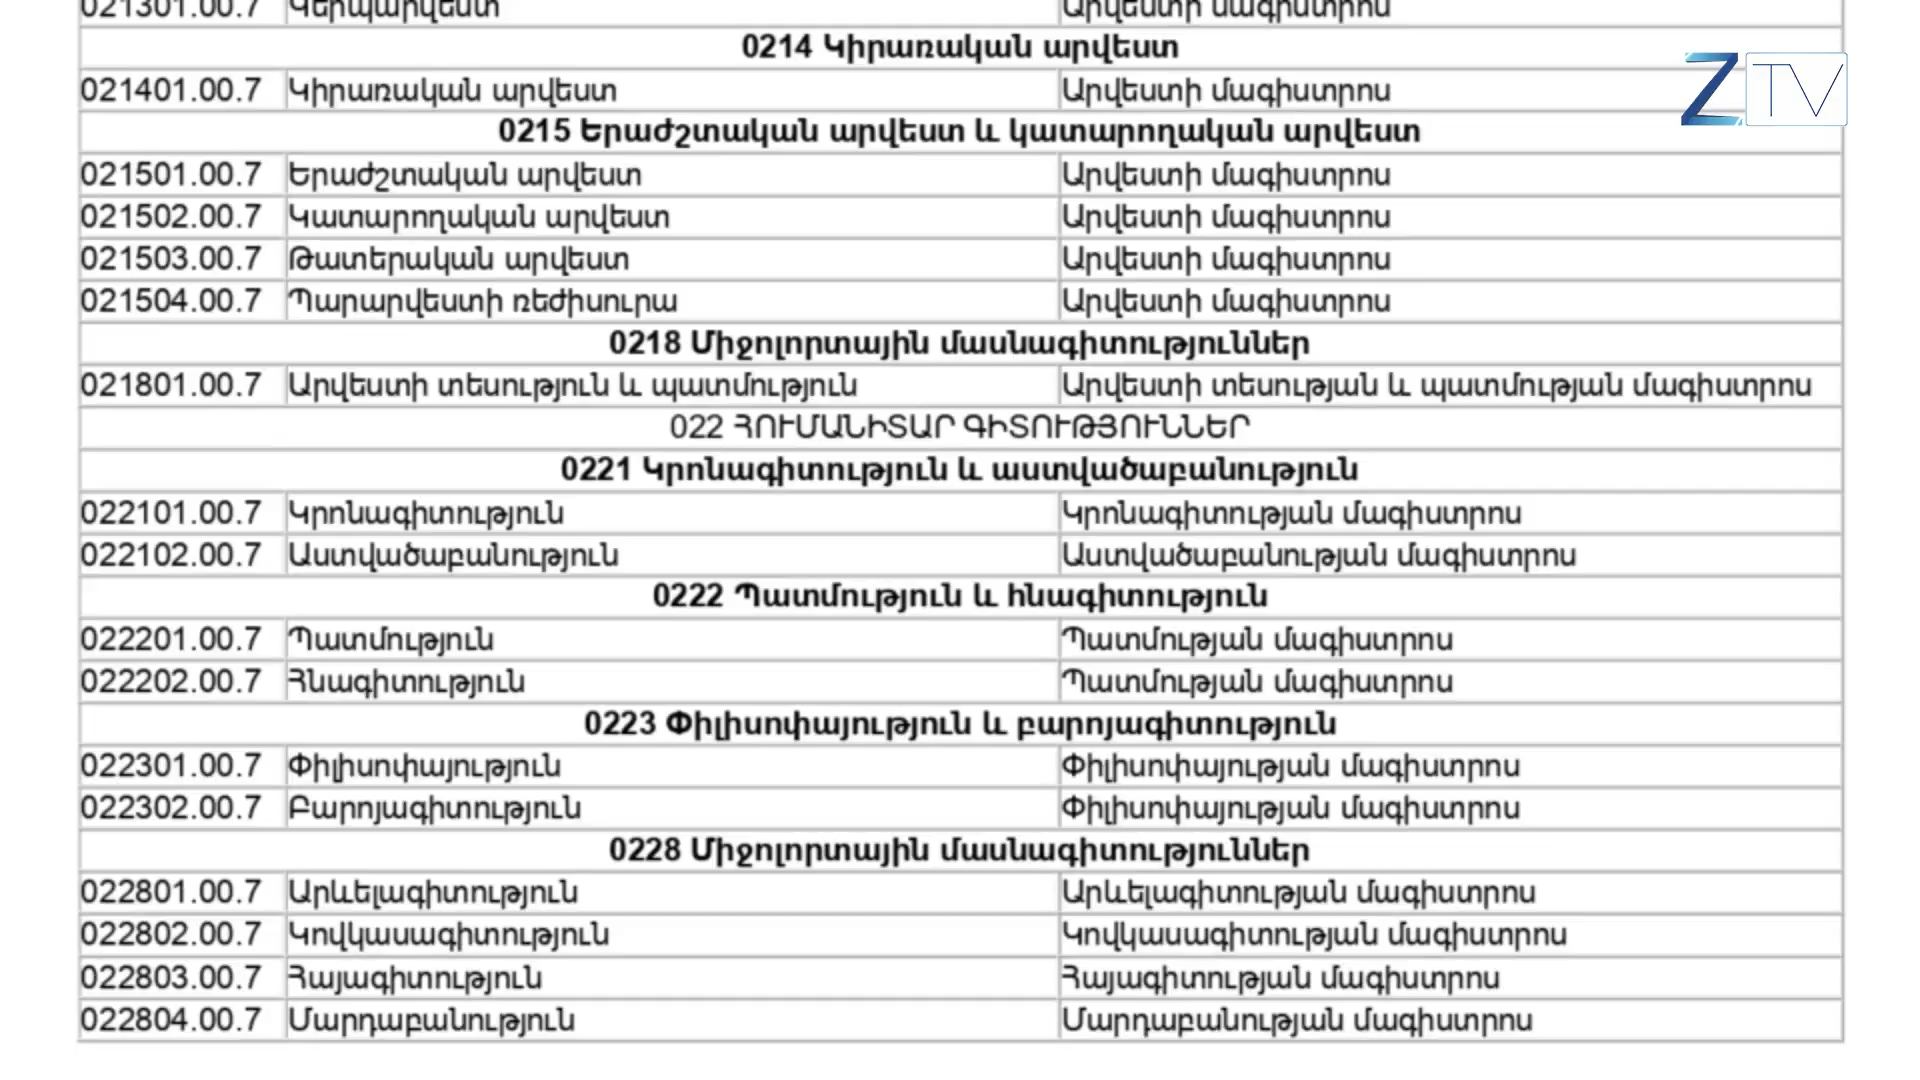 021301.00.7 Կերպարվեստ Արվեստի մագիստրոս
0214 Կիրառական արվեստ
ZTV
021401.00.7 Կիրառական արվեստ Արվեստի մագիստրոս
0215 Երաժշտական արվեստ և կատարողական արվեստ
021501.00.7 Երաժշտական արվեստ Արվեստի մագիստրոս
021502.00.7 Կատարողական արվեստ Արվեստի մագիստրոս
021503.00.7 Թատերական արվեստ Արվեստի մագիստրոս
021504.00.7 Պարարվեստի ռեժիսուրա Արվեստի մագիստրոս
0218 Միջոլորտային մասնագիտություններ
021801.00.7 Արվեստի տեսություն և պատմություն Արվեստի տեսության և պատմության մագիստրոս
022 ՀՈՒՄԱՆԻՏԱՐ ԳԻՏՈՒԹՅՈՒՆՆԵՐ
0221 Կրոնագիտություն և աստվածաբանություն
022101.00.7 Կրոնագիտություն Կրոնագիտության մագիստրոս
022102.00.7 Աստվածաբանություն Աստվածաբանության մագիստրոս
0222 Պատմություն և հնագիտություն
022201.00.7 Պատմություն Պատմության մագիստրոս
022202.00.7 Հնագիտություն Պատմության մագիստրոս
0223 Փիլիսոփայություն և բարոյագիտություն
022301.00.7 Փիլիսոփայություն Փիլիսոփայության մագիստրոս
022302.00.7 Բարոյագիտություն Փիլիսոփայության մագիստրոս
0228 Միջոլորտային մասնագիտություններ
022801.00.7 Արևելագիտություն Արևելագիտության մագիստրոս
022802.00.7 Կովկասագիտություն Կովկասագիտության մագիստրոս
022803.00.7 Հայագիտություն Հայագիտության մագիստրոս
022804.00.7 Մարդաբանություն Մարդաբանության մագիստրոս